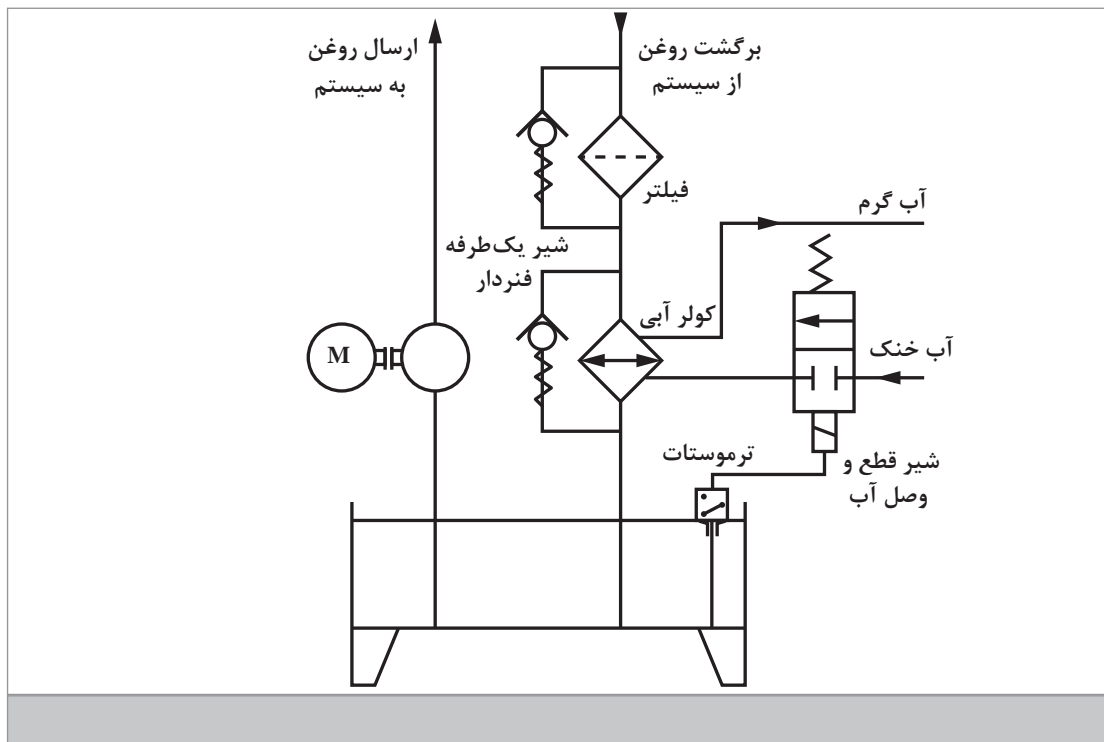 برگشت روغن
از سیستم
ارسال روغن
به سیستم
فیلتر
آب گرم
شیر یک‌طرفه
فنردار
کولر آبی
آب خنک
M
ترموستات
شیر قطع و
وصل آب